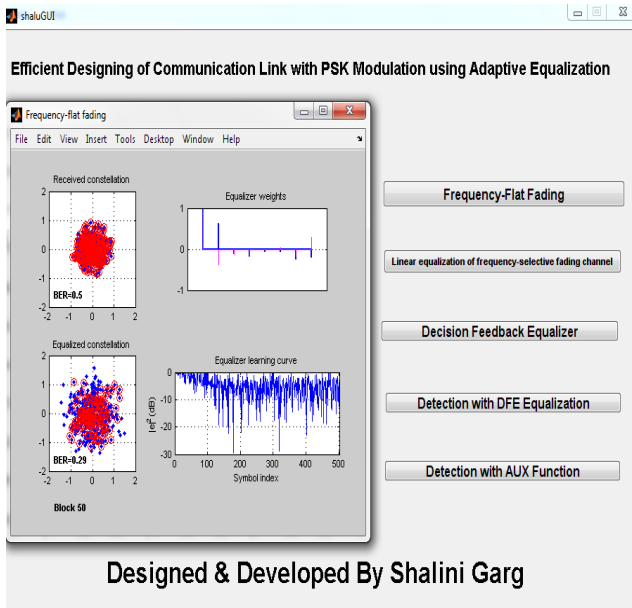 shaluGUI
Efficient Designing of Communication Link with PSK Modulation using Adaptive Equalization
Frequency-flat fading
File Edit View Insert Tools Desktop Window Help
Received constellation
2
1
0
-1
-2
-2 -1 0 1 2
BER=0.5
Equalizer weights
1
0
-1
Equalized constellation
2
1
0
-1
-2
-2 -1 0 1 2
BER=0.29
Equalizer learning curve
|e|² (dB)
0
-10
-20
-30
0 100 200 300 400 500
Symbol index
Block 50
Frequency-Flat Fading
Linear equalization of frequency-selective fading channel
Decision Feedback Equalizer
Detection with DFE Equalization
Detection with AUX Function
Designed & Developed By Shalini Garg